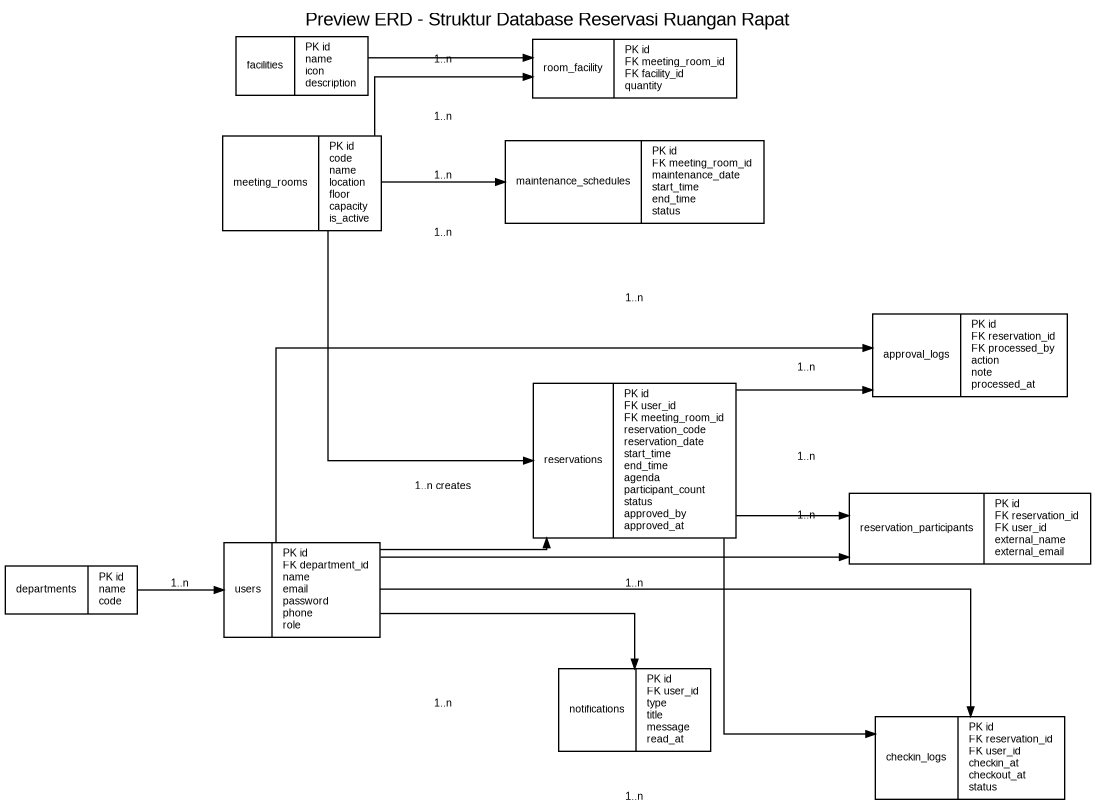 Preview ERD - Struktur Database Reservasi Ruangan Rapat
facilities
PK id
name
icon
description
1..n
room_facility
PK id
FK meeting_room_id
FK facility_id
quantity
1..n
meeting_rooms
PK id
code
name
location
floor
capacity
is_active
1..n
maintenance_schedules
PK id
FK meeting_room_id
maintenance_date
start_time
end_time
status
1..n
1..n
approval_logs
PK id
FK reservation_id
FK processed_by
action
note
processed_at
1..n
reservations
PK id
FK user_id
FK meeting_room_id
reservation_code
reservation_date
start_time
end_time
agenda
participant_count
status
approved_by
approved_at
1..n
1..n creates
1..n
reservation_participants
PK id
FK reservation_id
FK user_id
external_name
external_email
departments
PK id
name
code
1..n
users
PK id
FK department_id
name
email
password
phone
role
1..n
notifications
PK id
FK user_id
type
title
message
read_at
1..n
checkin_logs
PK id
FK reservation_id
FK user_id
checkin_at
checkout_at
status
1..n